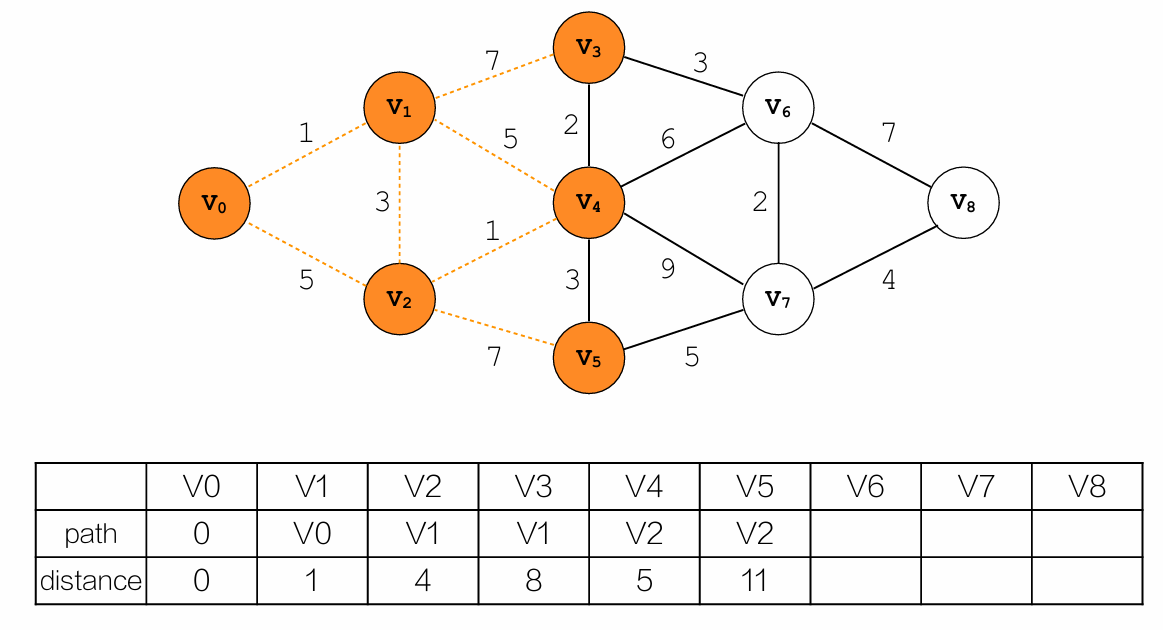 V₃
7
3
V₁
V₆
1
2
7
5
6
V₀
3
V₄
2
V₈
1
5
3
9
4
V₂
V₇
7
V₅
5
V0 V1 V2 V3 V4 V5 V6 V7 V8
path 0 V0 V1 V1 V2 V2
distance 0 1 4 8 5 11